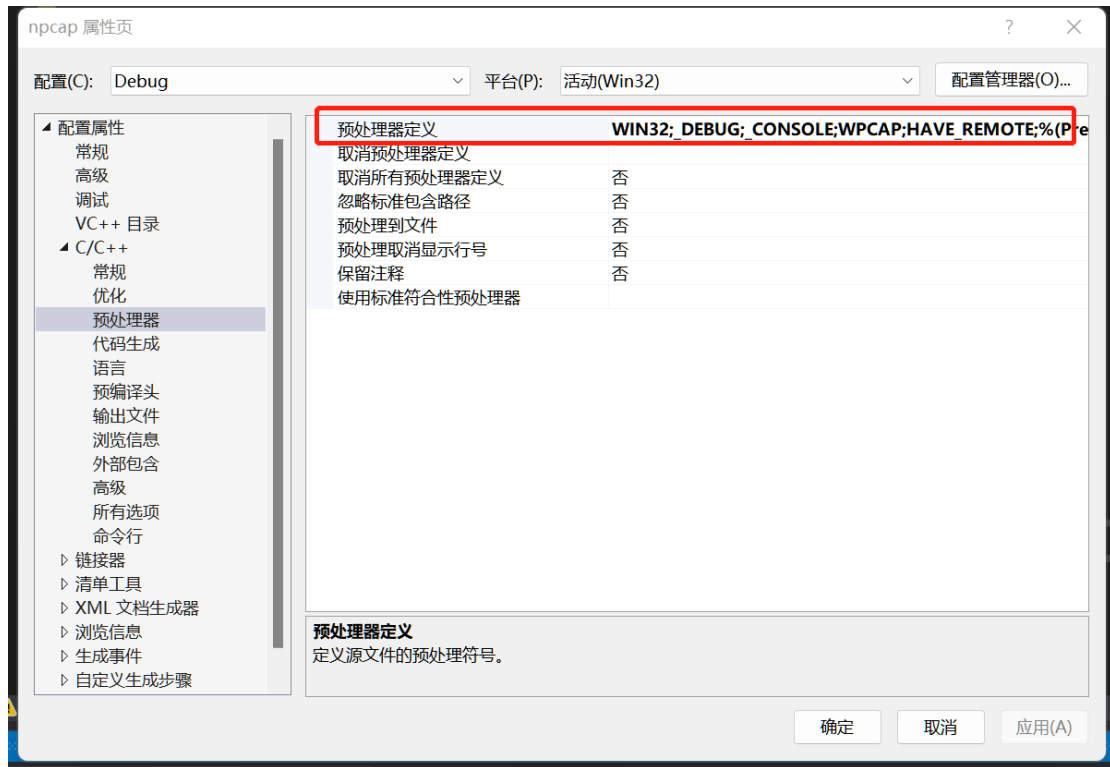 npcap 属性页
配置(C): Debug 平台(P): 活动(Win32) 配置管理器(O)...
配置属性
常规
高级
调试
VC++ 目录
C/C++
常规
优化
预处理器
代码生成
语言
预编译头
输出文件
浏览信息
外部包含
高级
所有选项
命令行
链接器
清单工具
XML 文档生成器
浏览信息
生成事件
自定义生成步骤
预处理器定义 WIN32;_DEBUG;_CONSOLE;WPCAP;HAVE_REMOTE;%(Pre
取消预处理器定义
取消所有预处理器定义 否
忽略标准包含路径 否
预处理到文件 否
预处理取消显示行号 否
保留注释 否
使用标准符合性预处理器
预处理器定义
定义源文件的预处理符号。
确定 取消 应用(A)